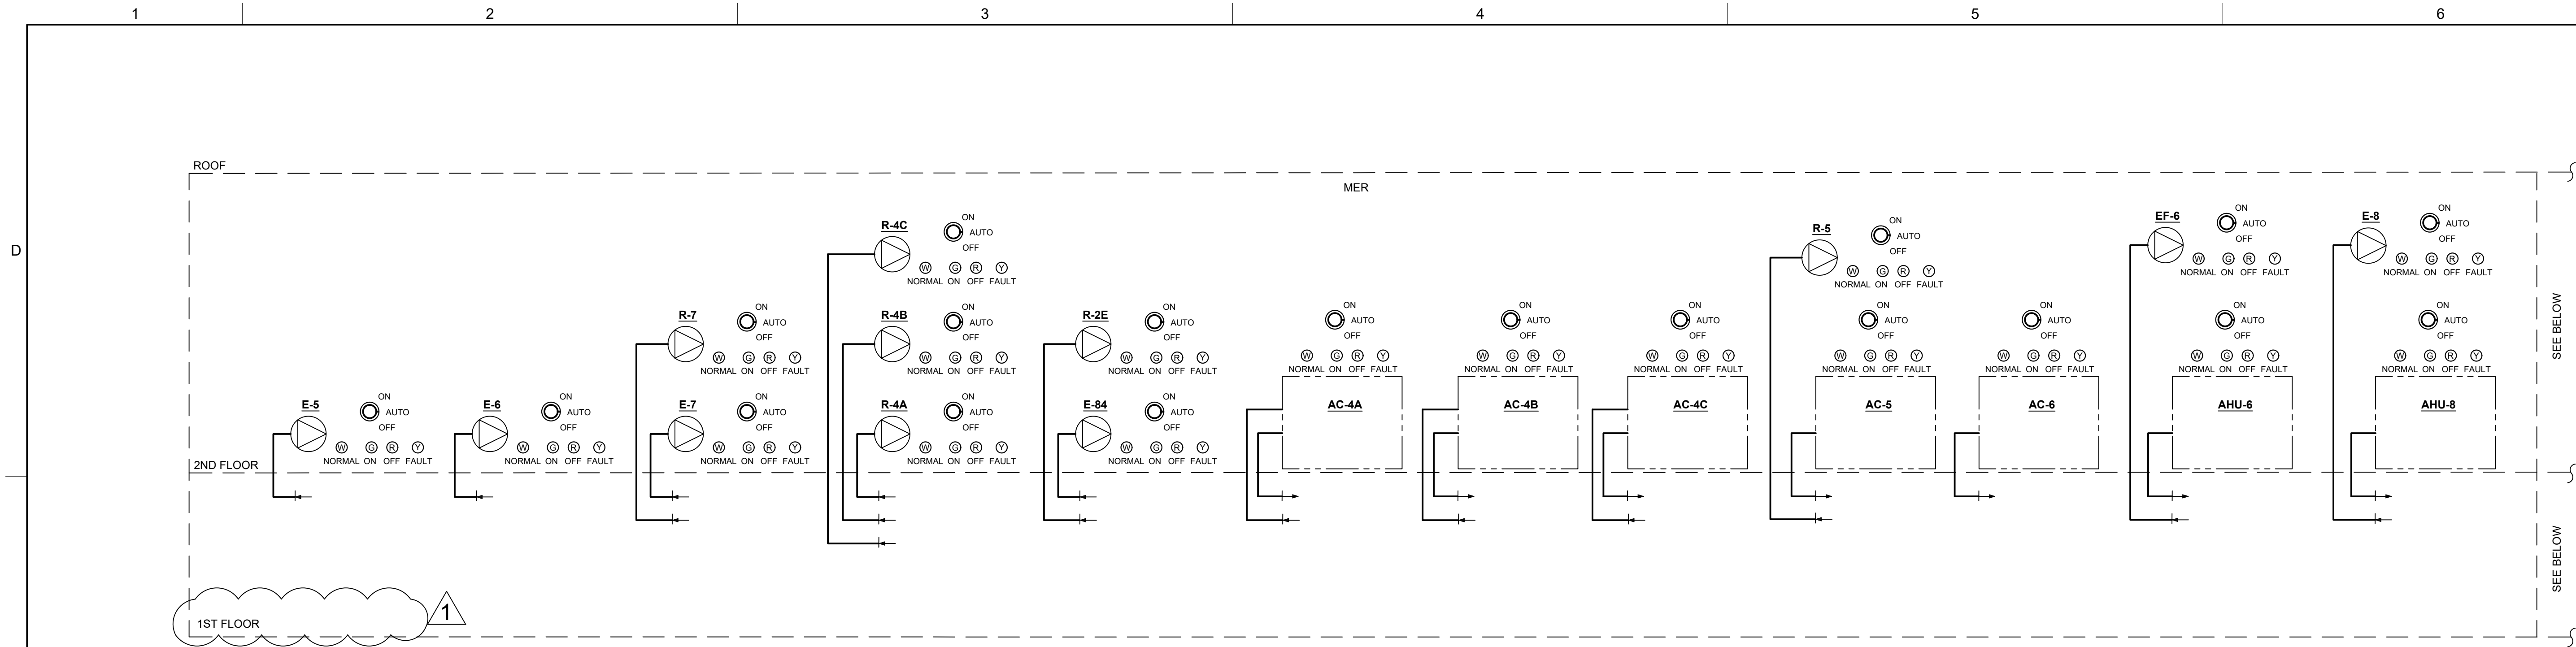 1 2 3 4 5 6
D
ROOF
MER
R-4C
ON
AUTO
OFF
W G R Y
NORMAL ON OFF FAULT
R-5
ON
AUTO
OFF
W G R Y
NORMAL ON OFF FAULT
EF-6
ON
AUTO
OFF
W G R Y
NORMAL ON OFF FAULT
E-8
ON
AUTO
OFF
W G R Y
NORMAL ON OFF FAULT
R-7
ON
AUTO
OFF
W G R Y
NORMAL ON OFF FAULT
R-4B
ON
AUTO
OFF
W G R Y
NORMAL ON OFF FAULT
R-2E
ON
AUTO
OFF
W G R Y
NORMAL ON OFF FAULT
ON
AUTO
OFF
W G R Y
NORMAL ON OFF FAULT
AC-4A
ON
AUTO
OFF
W G R Y
NORMAL ON OFF FAULT
AC-4B
ON
AUTO
OFF
W G R Y
NORMAL ON OFF FAULT
AC-4C
ON
AUTO
OFF
W G R Y
NORMAL ON OFF FAULT
AC-5
ON
AUTO
OFF
W G R Y
NORMAL ON OFF FAULT
AC-6
ON
AUTO
OFF
W G R Y
NORMAL ON OFF FAULT
AHU-6
ON
AUTO
OFF
W G R Y
NORMAL ON OFF FAULT
AHU-8
SEE BELOW
E-5
ON
AUTO
OFF
W G R Y
NORMAL ON OFF FAULT
E-6
ON
AUTO
OFF
W G R Y
NORMAL ON OFF FAULT
E-7
ON
AUTO
OFF
W G R Y
NORMAL ON OFF FAULT
R-4A
ON
AUTO
OFF
W G R Y
NORMAL ON OFF FAULT
E-84
ON
AUTO
OFF
W G R Y
NORMAL ON OFF FAULT
2ND FLOOR
SEE BELOW
1
1ST FLOOR